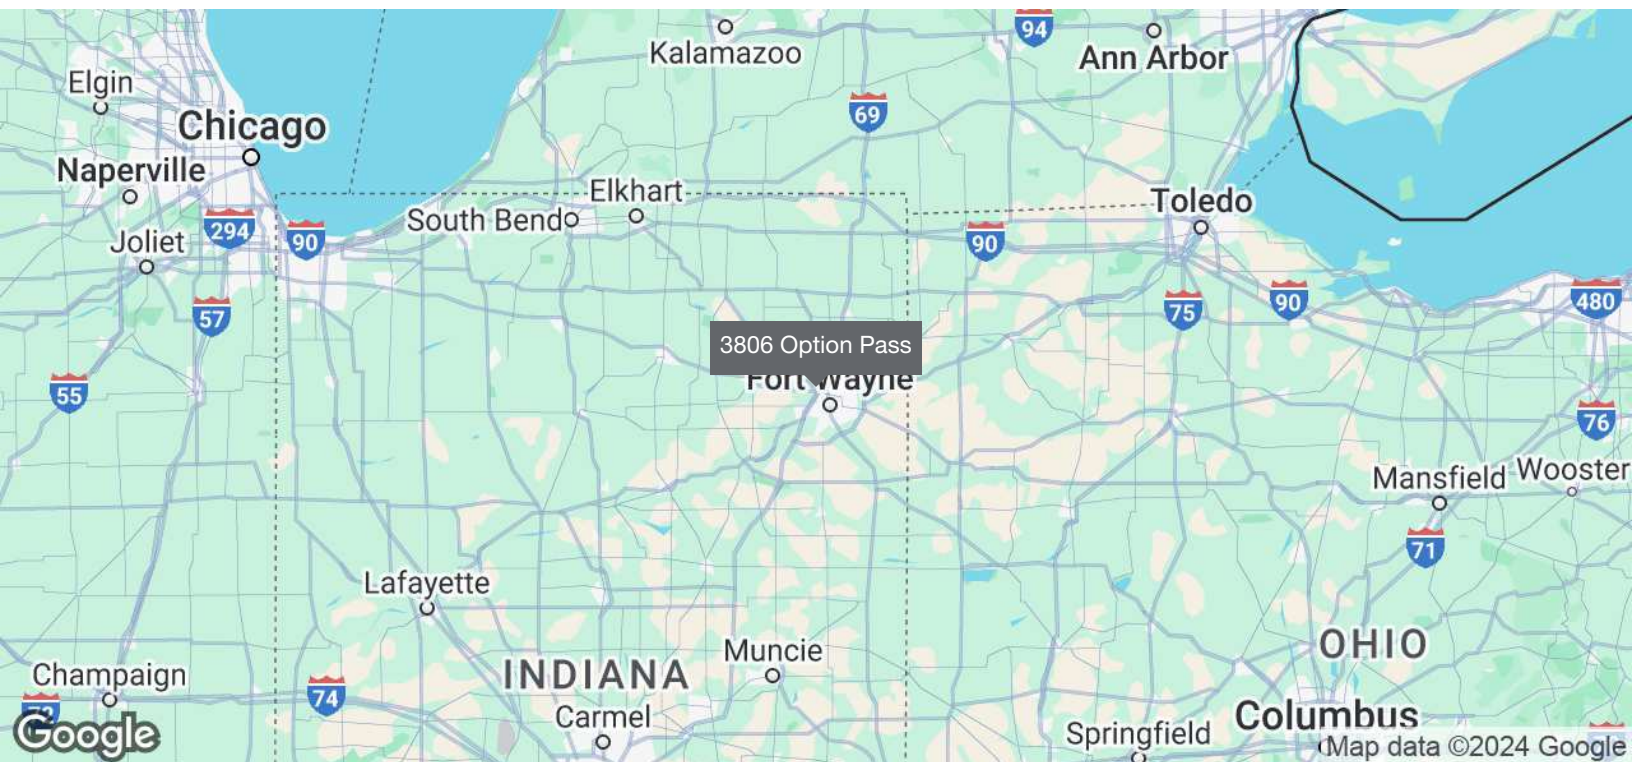 Kalamazoo
94
Ann Arbor
Elgin
69
Chicago
Naperville
Elkhart
Toledo
South Bend
294
90
Joliet
90
90
480
57
75
3806 Option Pass
Fort Wayne
55
76
Mansfield
Wooster
71
Lafayette
OHIO
Muncie
INDIANA
Champaign
74
Columbus
Carmel
Springfield
Google
Map data ©2024 Google